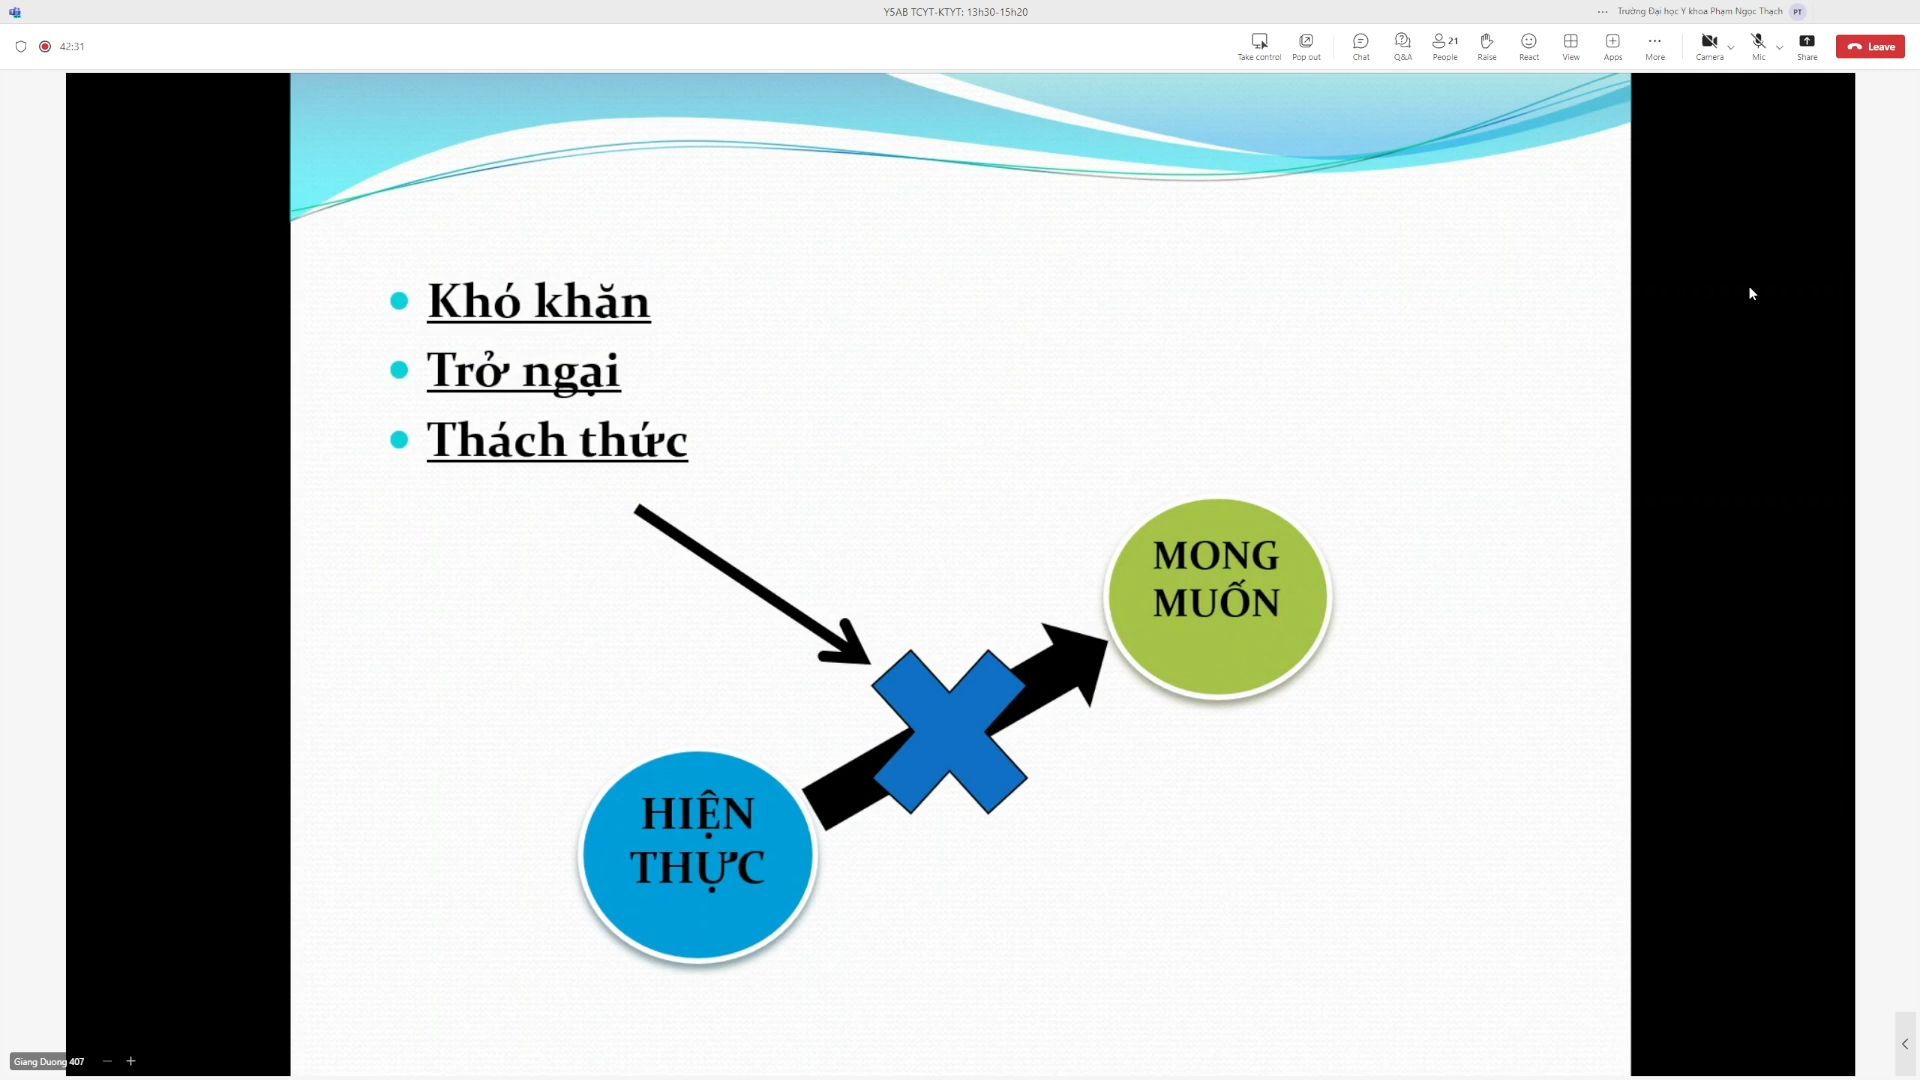 Y5AB TCYT-KTYT: 13h30-15h20
Trường Đại học Y khoa Phạm Ngọc Thạch
PT
42:31
Take control
Pop out
Chat
Q&A
21
People
Raise
React
View
Apps
More
Camera
Mic
Share
Leave
Khó khăn
Trở ngại
Thách thức
MONG
MUỐN
HIỆN
THỰC
Giang Duong 407